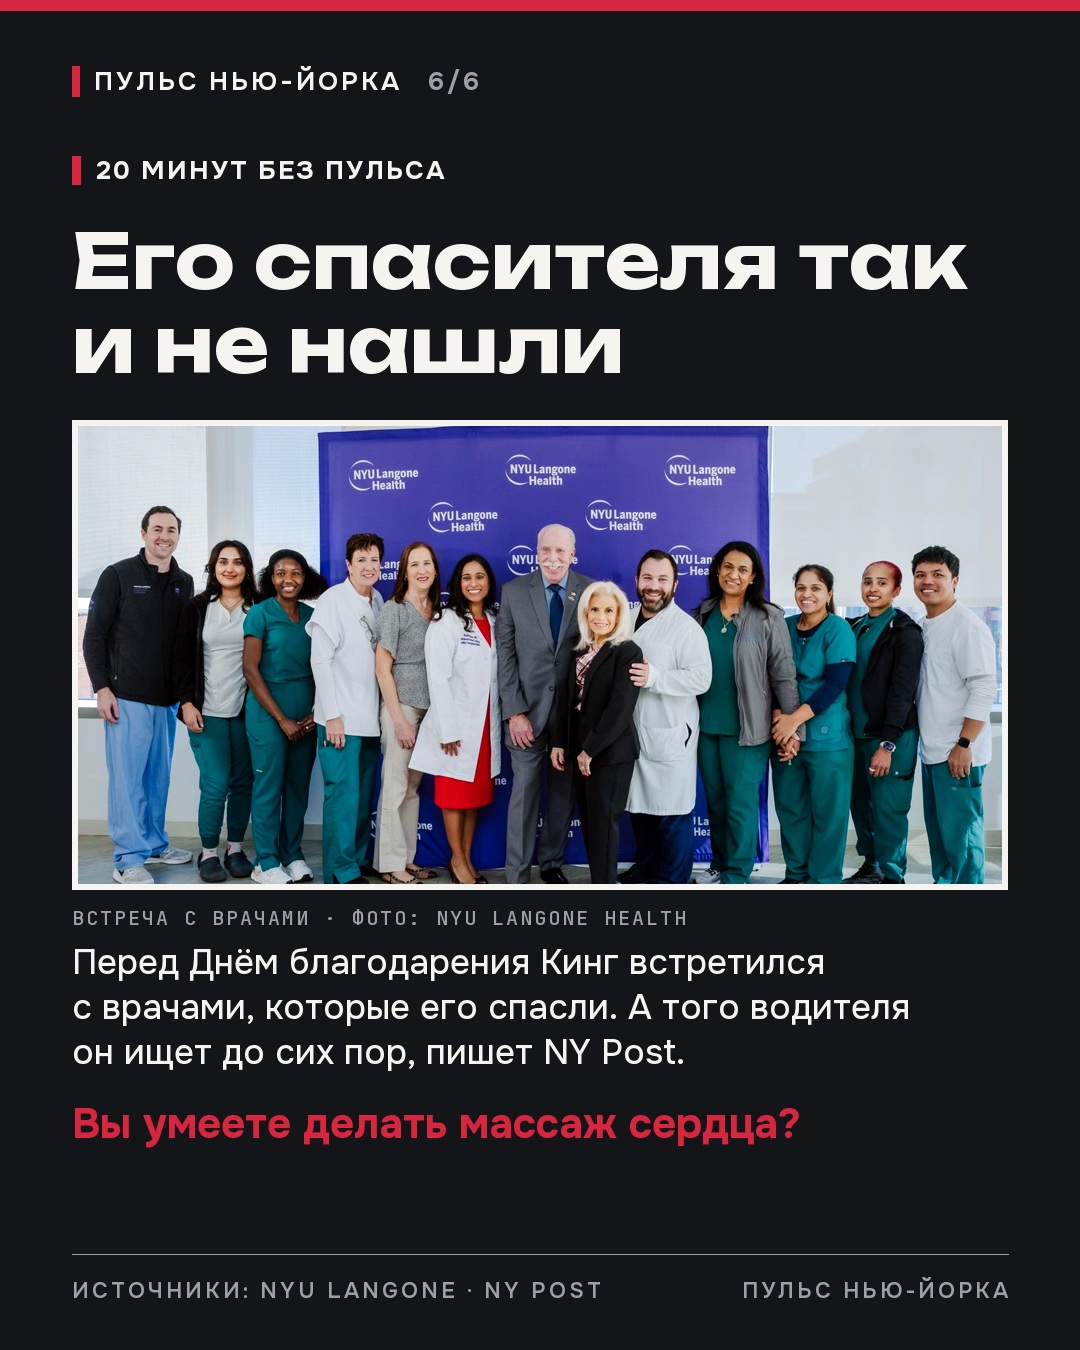 ПУЛЬС НЬЮ-ЙОРКА 6/6
20 МИНУТ БЕЗ ПУЛЬСА
Его спасителя так
и не нашли
NYU Langone Health
NYU Langone Health
NYU Langone Health
NYU Langone Health
NYU Langone Health
ВСТРЕЧА С ВРАЧАМИ · ФОТО: NYU LANGONE HEALTH
Перед Днём благодарения Кинг встретился
с врачами, которые его спасли. А того водителя
он ищет до сих пор, пишет NY Post.
Вы умеете делать массаж сердца?
ИСТОЧНИКИ: NYU LANGONE · NY POST
ПУЛЬС НЬЮ-ЙОРКА